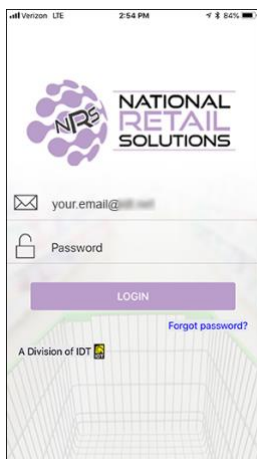 Verizon LTE 2:54 PM 84%
NRS
NATIONAL
RETAIL
SOLUTIONS
your.email@
Password
LOGIN
Forgot password?
A Division of IDT IDT